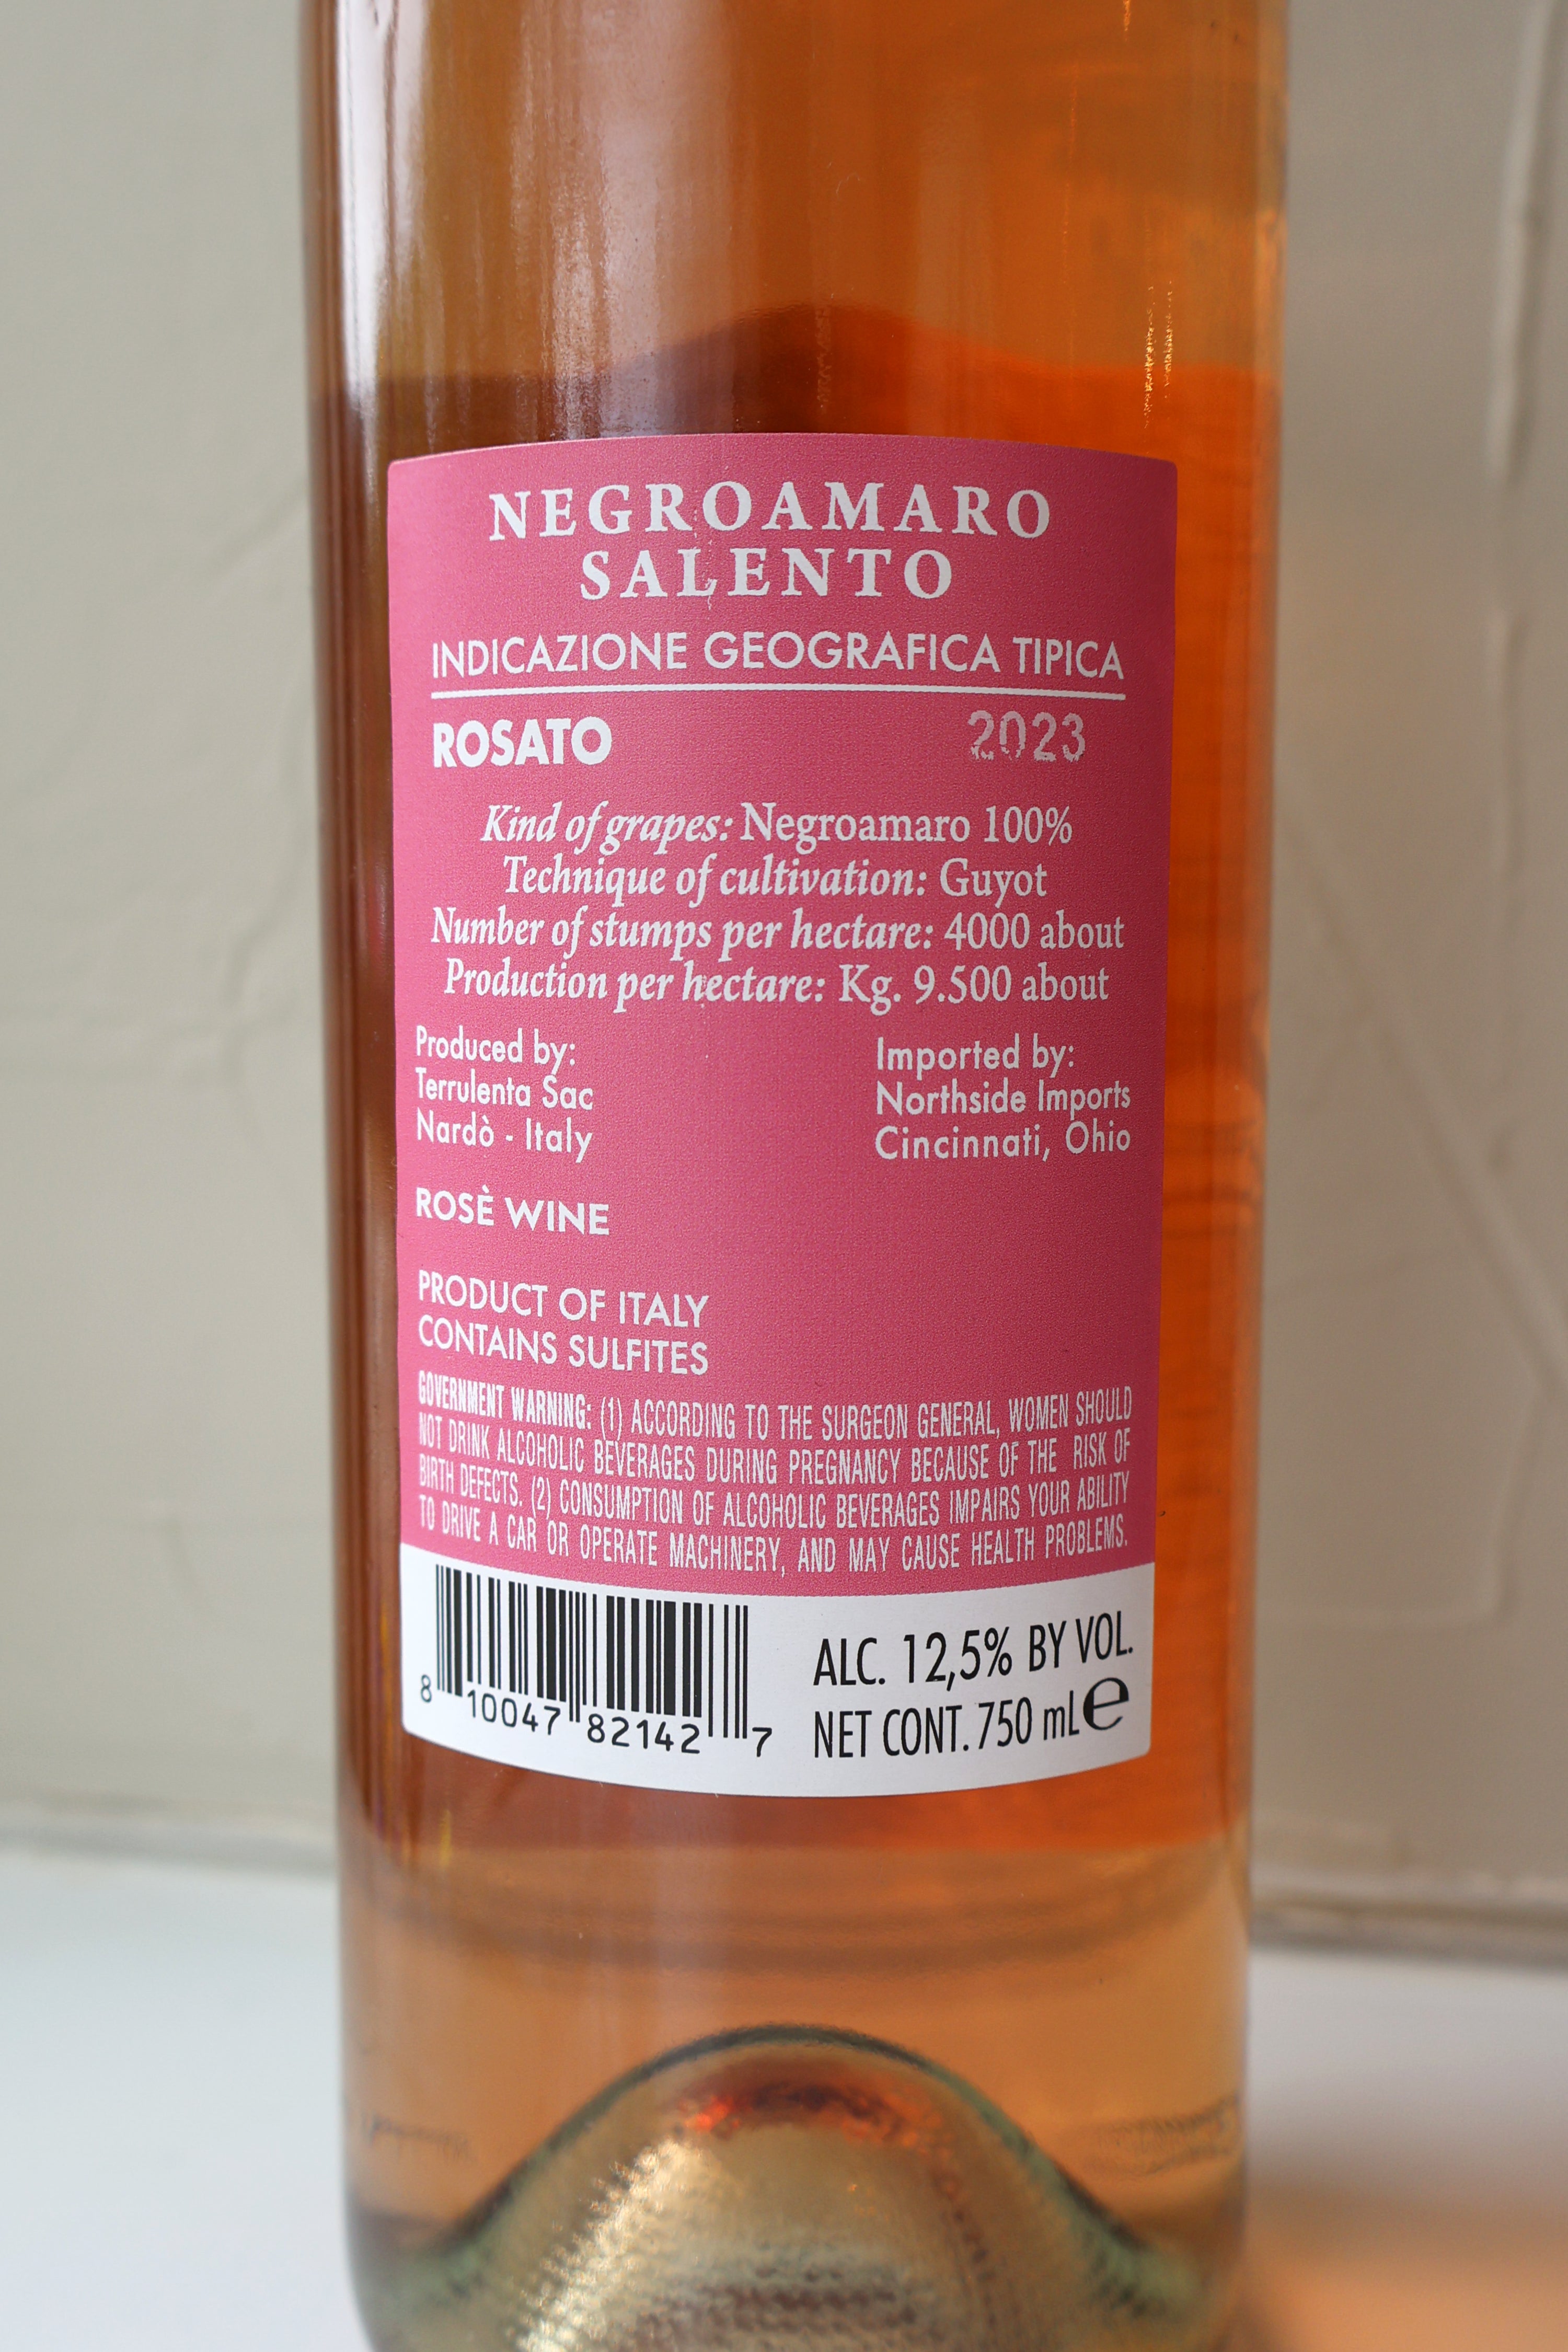 NEGROAMARO
SALENTO
INDICAZIONE GEOGRAFICA TIPICA
ROSATO 2023
Kind of grapes: Negroamaro 100%
Technique of cultivation: Guyot
Number of stumps per hectare: 4000 about
Production per hectare: Kg. 9.500 about
Produced by:
Terrulenta Sac
Nardò - Italy
Imported by:
Northside Imports
Cincinnati, Ohio
ROSÈ WINE
PRODUCT OF ITALY
CONTAINS SULFITES
GOVERNMENT WARNING: (1) ACCORDING TO THE SURGEON GENERAL, WOMEN SHOULD
NOT DRINK ALCOHOLIC BEVERAGES DURING PREGNANCY BECAUSE OF THE RISK OF
BIRTH DEFECTS. (2) CONSUMPTION OF ALCOHOLIC BEVERAGES IMPAIRS YOUR ABILITY
TO DRIVE A CAR OR OPERATE MACHINERY, AND MAY CAUSE HEALTH PROBLEMS.
8 10047 82142 7
ALC. 12,5% BY VOL.
NET CONT. 750 mL e